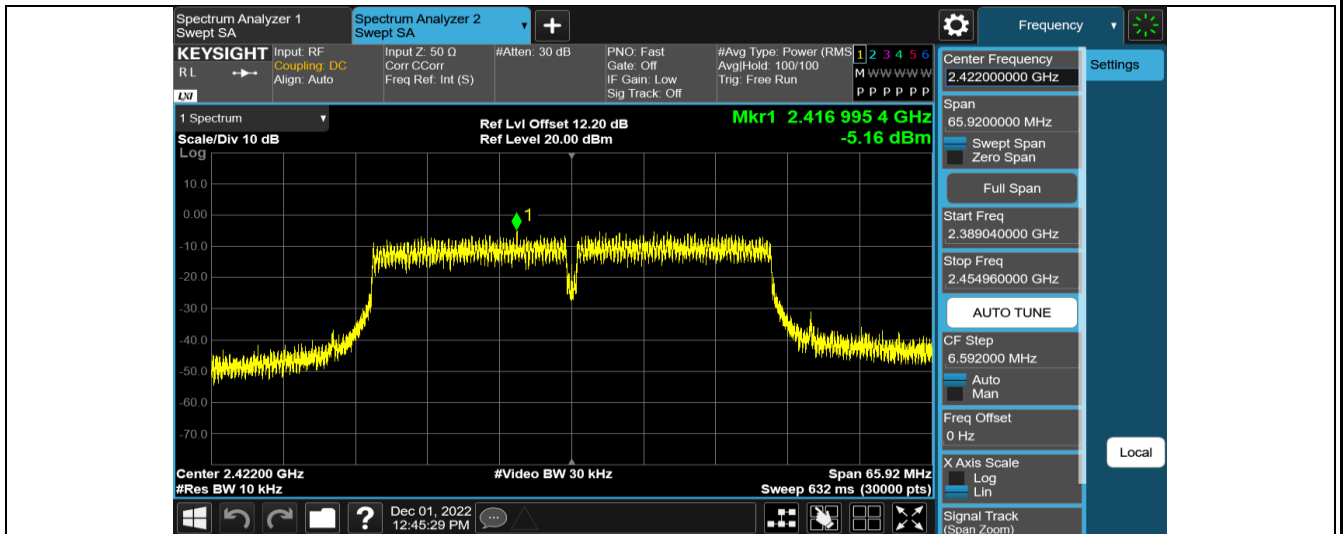 Spectrum Analyzer 1
Swept SA
Spectrum Analyzer 2
Swept SA
Frequency
KEYSIGHT
R L
LXI
Input: RF
Coupling: DC
Align: Auto
Input Z: 50 Ω
Corr CCorr
Freq Ref: Int (S)
#Atten: 30 dB
PNO: Fast
Gate: Off
IF Gain: Low
Sig Track: Off
#Avg Type: Power (RMS
Avg|Hold: 100/100
Trig: Free Run
1 2 3 4 5 6
M W W W W W
P P P P P P
1 Spectrum
Scale/Div 10 dB
Log
Ref Lvl Offset 12.20 dB
Ref Level 20.00 dBm
Mkr1 2.416 995 4 GHz
-5.16 dBm
10.0
0.00
-10.0
-20.0
-30.0
-40.0
-50.0
-60.0
-70.0
1
Center 2.42200 GHz
#Res BW 10 kHz
#Video BW 30 kHz
Span 65.92 MHz
Sweep 632 ms (30000 pts)
Center Frequency
2.422000000 GHz
Span
65.9200000 MHz
Swept Span
Zero Span
Full Span
Start Freq
2.389040000 GHz
Stop Freq
2.454960000 GHz
AUTO TUNE
CF Step
6.592000 MHz
Auto
Man
Freq Offset
0 Hz
X Axis Scale
Log
Lin
Signal Track
(Span Zoom)
Settings
Local
?
Dec 01, 2022
12:45:29 PM